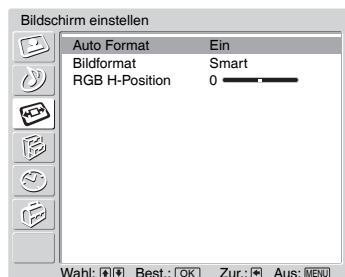 Bildschirm einstellen
Auto Format Ein
Bildformat Smart
RGB H-Position 0
Wahl: Best.: OK Zur.: Aus: MENU